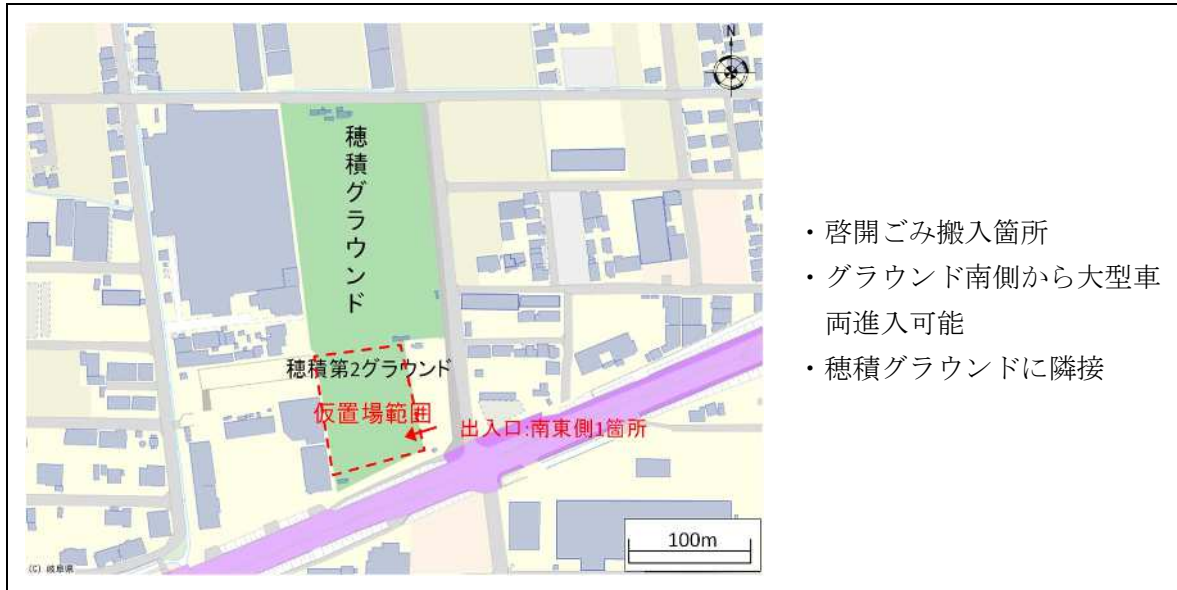 N
穂積グラウンド
穂積第2グラウンド
仮置場範囲
出入口:南東側1箇所
100m
(C) 岐阜県
・啓開ごみ搬入箇所
・グラウンド南側から大型車
両進入可能
・穂積グラウンドに隣接